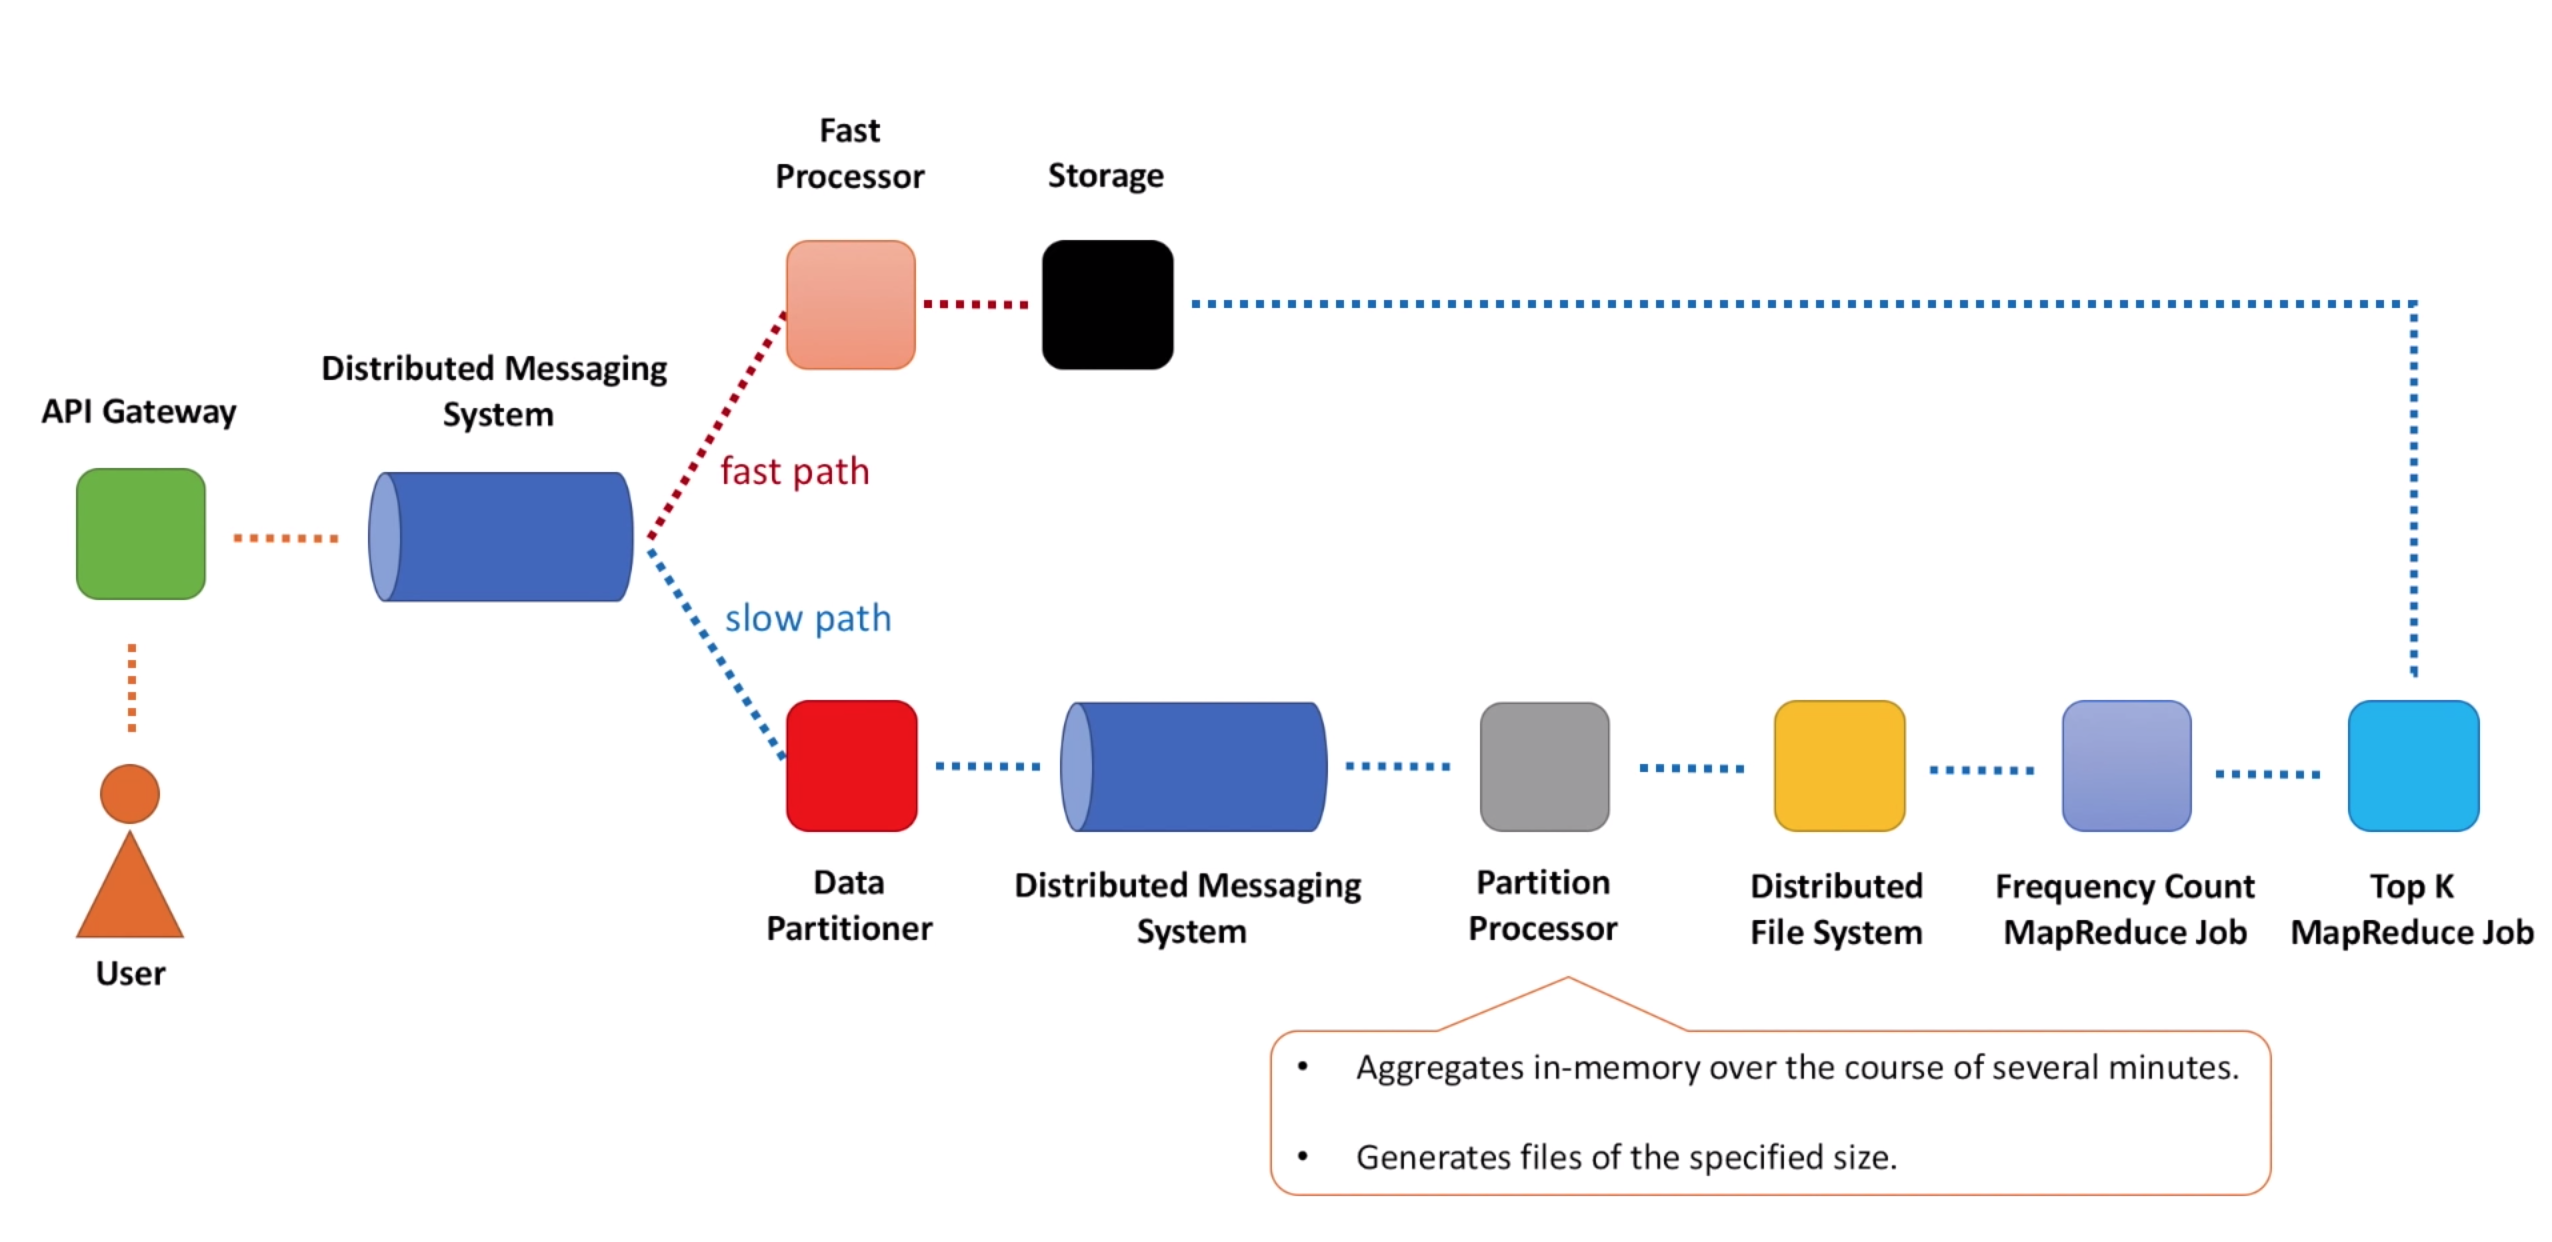 Fast
Processor
Storage
Distributed Messaging
System
API Gateway
fast path
slow path
User
Data
Partitioner
Distributed Messaging
System
Partition
Processor
Distributed
File System
Frequency Count
MapReduce Job
Top K
MapReduce Job
• Aggregates in-memory over the course of several minutes.
• Generates files of the specified size.